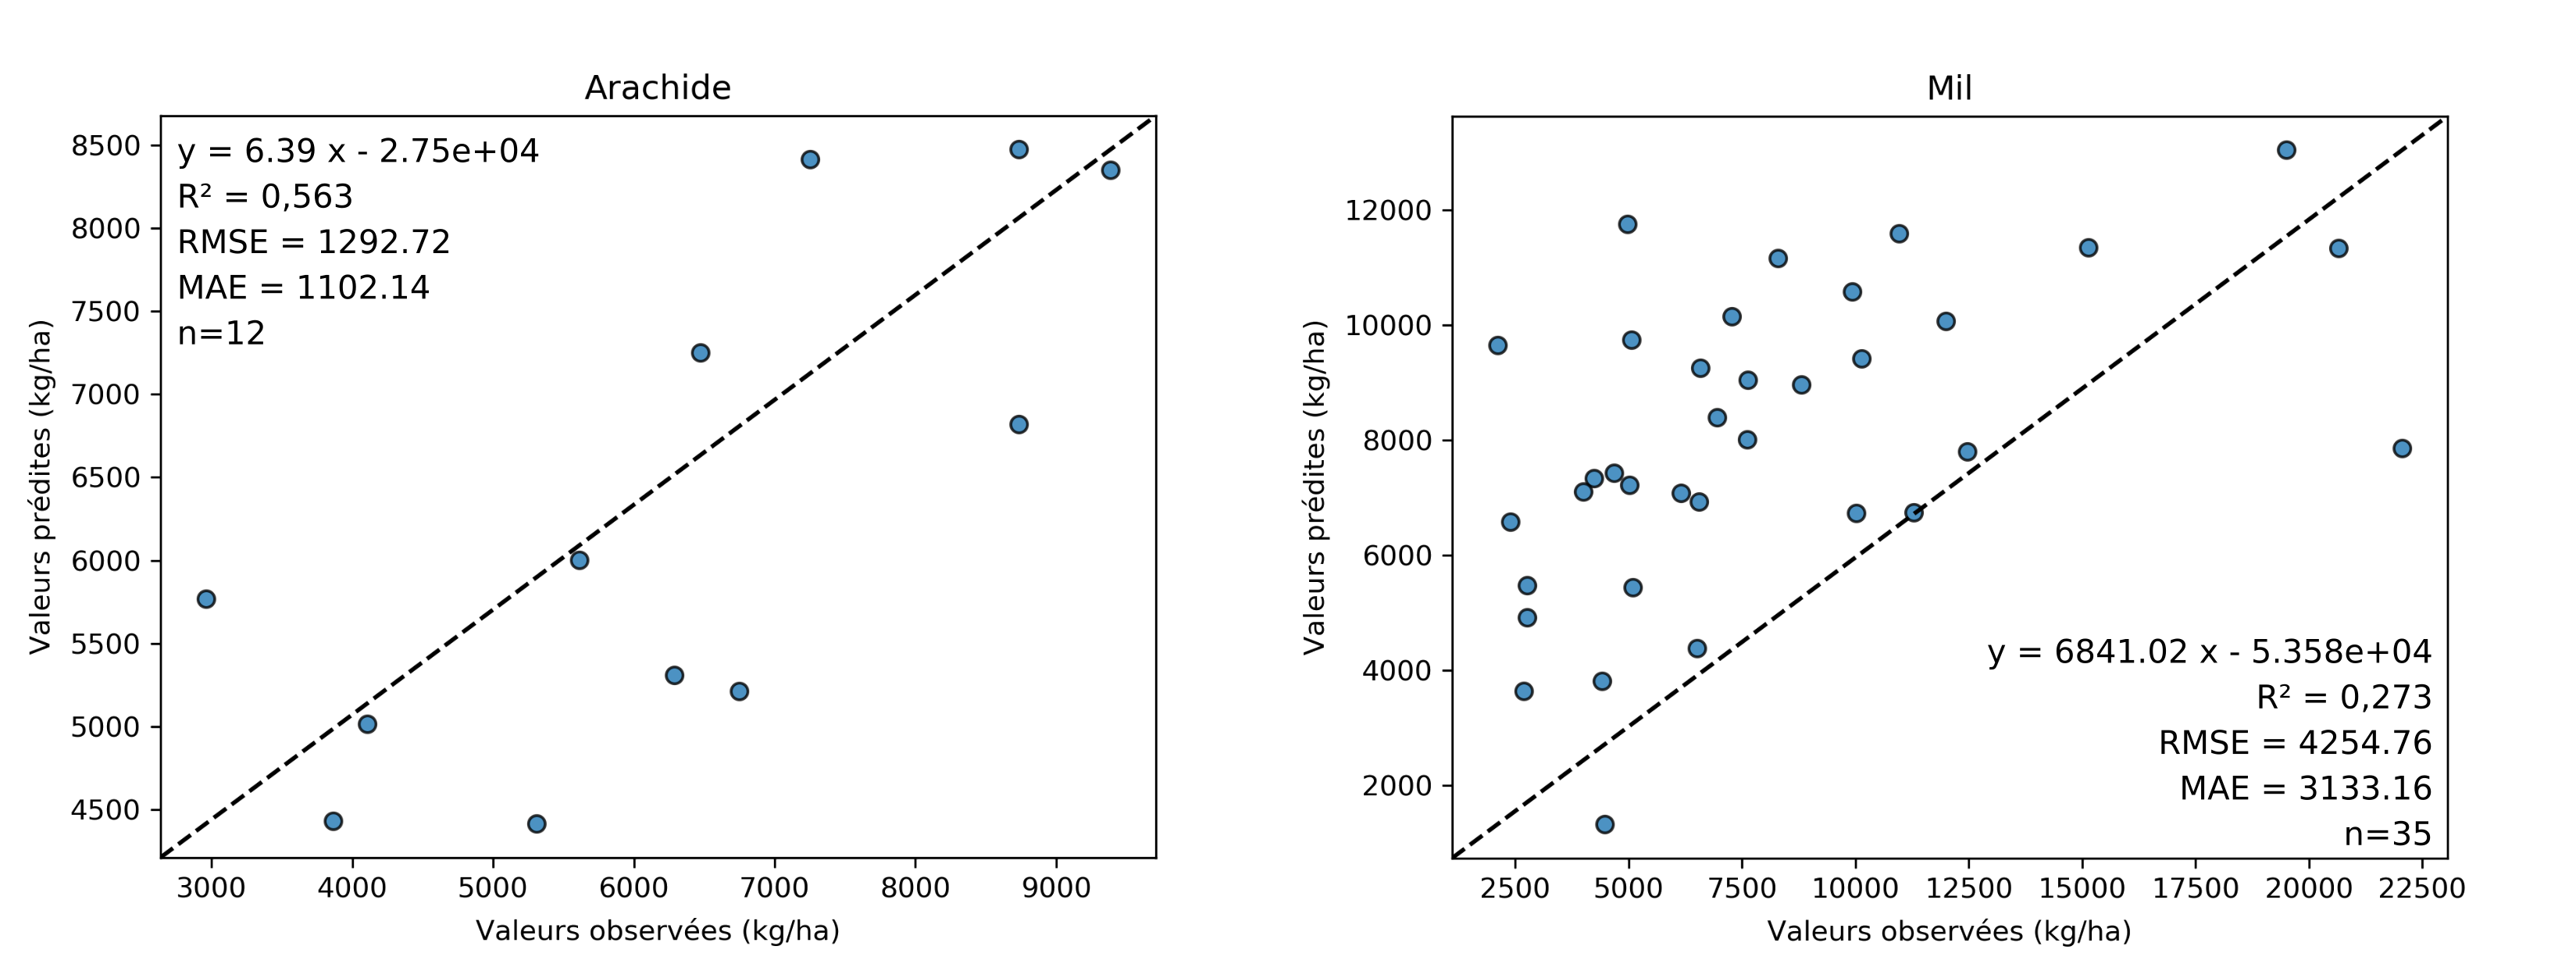 Arachide
y = 6.39 x - 2.75e+04
R² = 0,563
RMSE = 1292.72
MAE = 1102.14
n=12
8500
8000
7500
7000
6500
6000
5500
5000
4500
Valeurs prédites (kg/ha)
3000 4000 5000 6000 7000 8000 9000
Valeurs observées (kg/ha)
Mil
12000
10000
8000
6000
4000
2000
Valeurs prédites (kg/ha)
y = 6841.02 x - 5.358e+04
R² = 0,273
RMSE = 4254.76
MAE = 3133.16
n=35
2500 5000 7500 10000 12500 15000 17500 20000 22500
Valeurs observées (kg/ha)